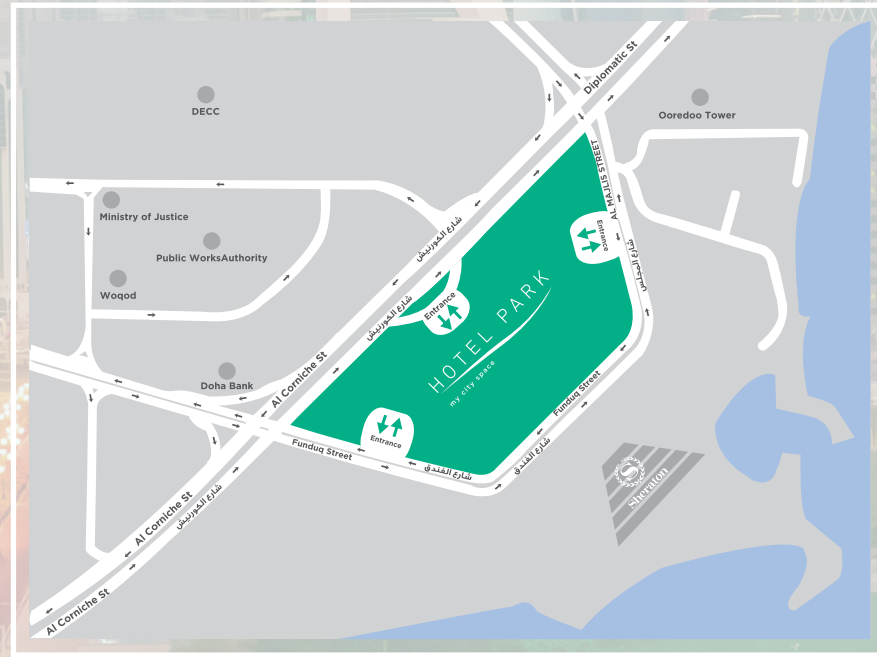 Diplomatic St
DECC
Ooredoo Tower
AL MAJLIS STREET
Ministry of Justice
شارع الكورنيش
Entrance
Public WorksAuthority
شارع المجلس
Woqod
شارع الكورنيش
Entrance
HOTEL PARK
my city space
Doha Bank
Al Corniche St
Funduq Street
Entrance
Funduq Street
شارع الفندق
شارع الفندق
S
Sheraton
Al Corniche St
شارع الكورنيش
Al Corniche St